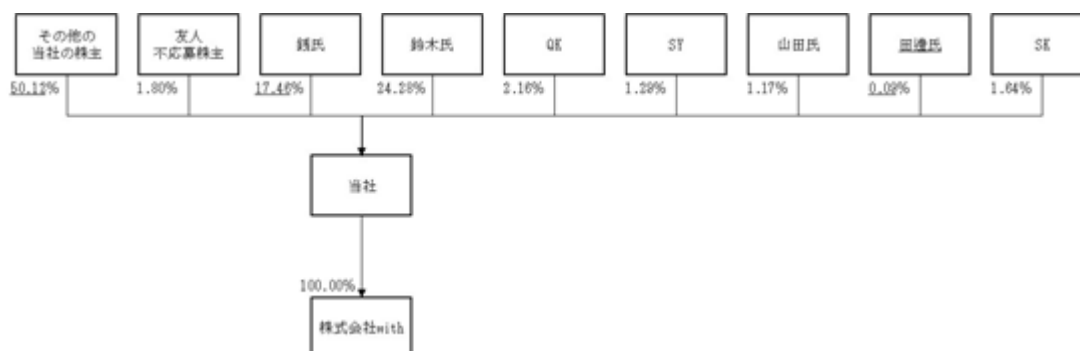 その他の
当社の株主
友人
不応募株主
銭氏
鈴木氏
QK
SY
山田氏
田邊氏
SK
50.12%
1.80%
17.46%
24.28%
2.16%
1.29%
1.17%
0.09%
1.64%
当社
100.00%
株式会社with